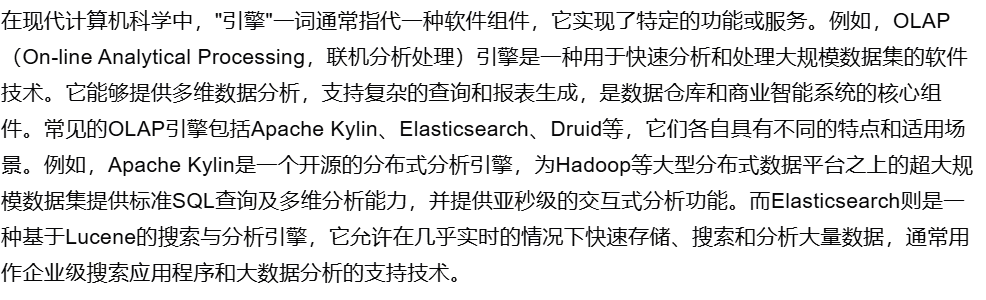 在现代计算机科学中，"引擎"一词通常指代一种软件组件，它实现了特定的功能或服务。例如，OLAP
（On-line Analytical Processing，联机分析处理）引擎是一种用于快速分析和处理大规模数据集的软件
技术。它能够提供多维数据分析，支持复杂的查询和报表生成，是数据仓库和商业智能系统的核心组
件。常见的OLAP引擎包括Apache Kylin、Elasticsearch、Druid等，它们各自具有不同的特点和适用场
景。例如，Apache Kylin是一个开源的分布式分析引擎，为Hadoop等大型分布式数据平台之上的超大规
模数据集提供标准SQL查询及多维分析能力，并提供亚秒级的交互式分析功能。而Elasticsearch则是一
种基于Lucene的搜索与分析引擎，它允许在几乎实时的情况下快速存储、搜索和分析大量数据，通常用
作企业级搜索应用程序和大数据分析的支持技术。